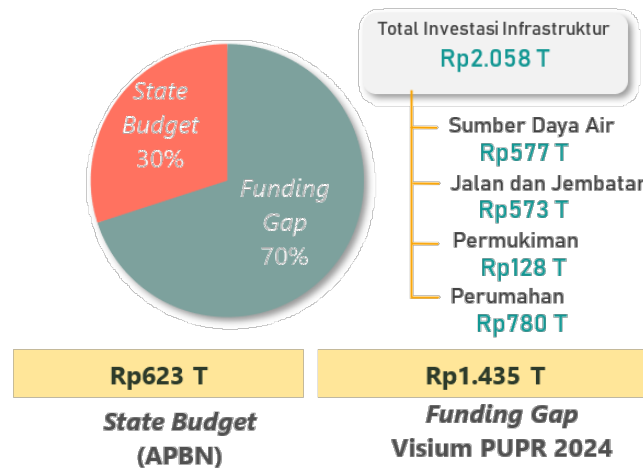 State
Budget
30%
Funding
Gap
70%
Total Investasi Infrastruktur
Rp2.058 T
Sumber Daya Air
Rp577 T
Jalan dan Jembatan
Rp573 T
Permukiman
Rp128 T
Perumahan
Rp780 T
Rp623 T
State Budget
(APBN)
Rp1.435 T
Funding Gap
Visium PUPR 2024